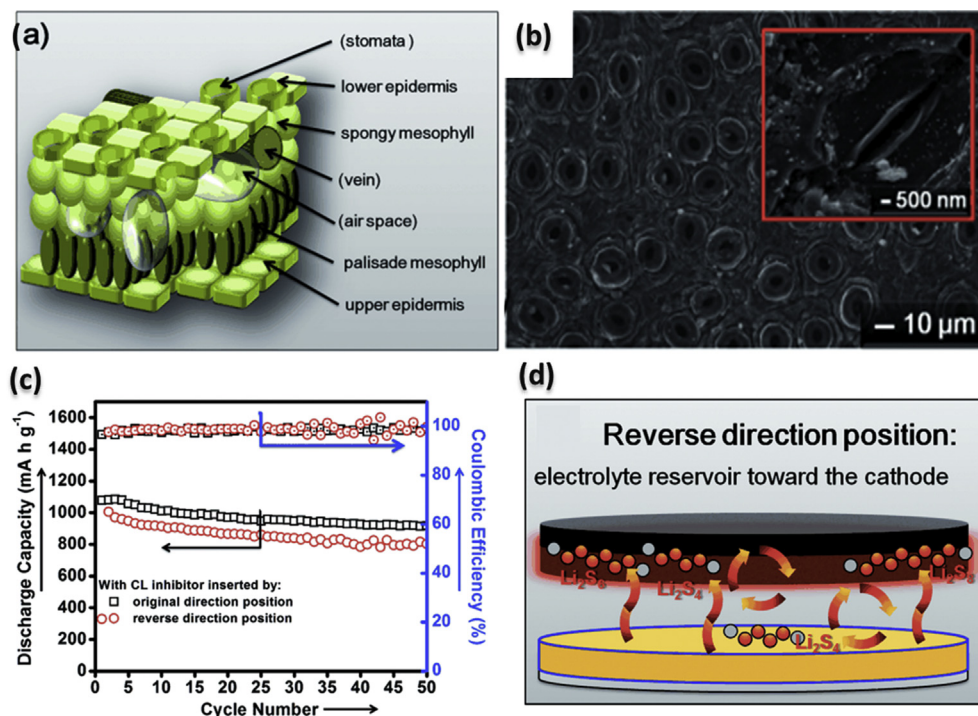 (a)
(stomata)
lower epidermis
spongy mesophyll
(vein)
(air space)
palisade mesophyll
upper epidermis
(b)
500 nm
10 µm
(c)
Discharge Capacity (mA h g⁻¹)
1600
1400
1200
1000
800
600
400
200
0
100
80
60
40
20
0
Coulombic Efficiency (%)
With CL inhibitor inserted by:
original direction position
reverse direction position
0 5 10 15 20 25 30 35 40 45 50
Cycle Number
(d)
Reverse direction position:
electrolyte reservoir toward the cathode
Li₂S₈
Li₂S₄
Li₂S₈
Li₂S₄